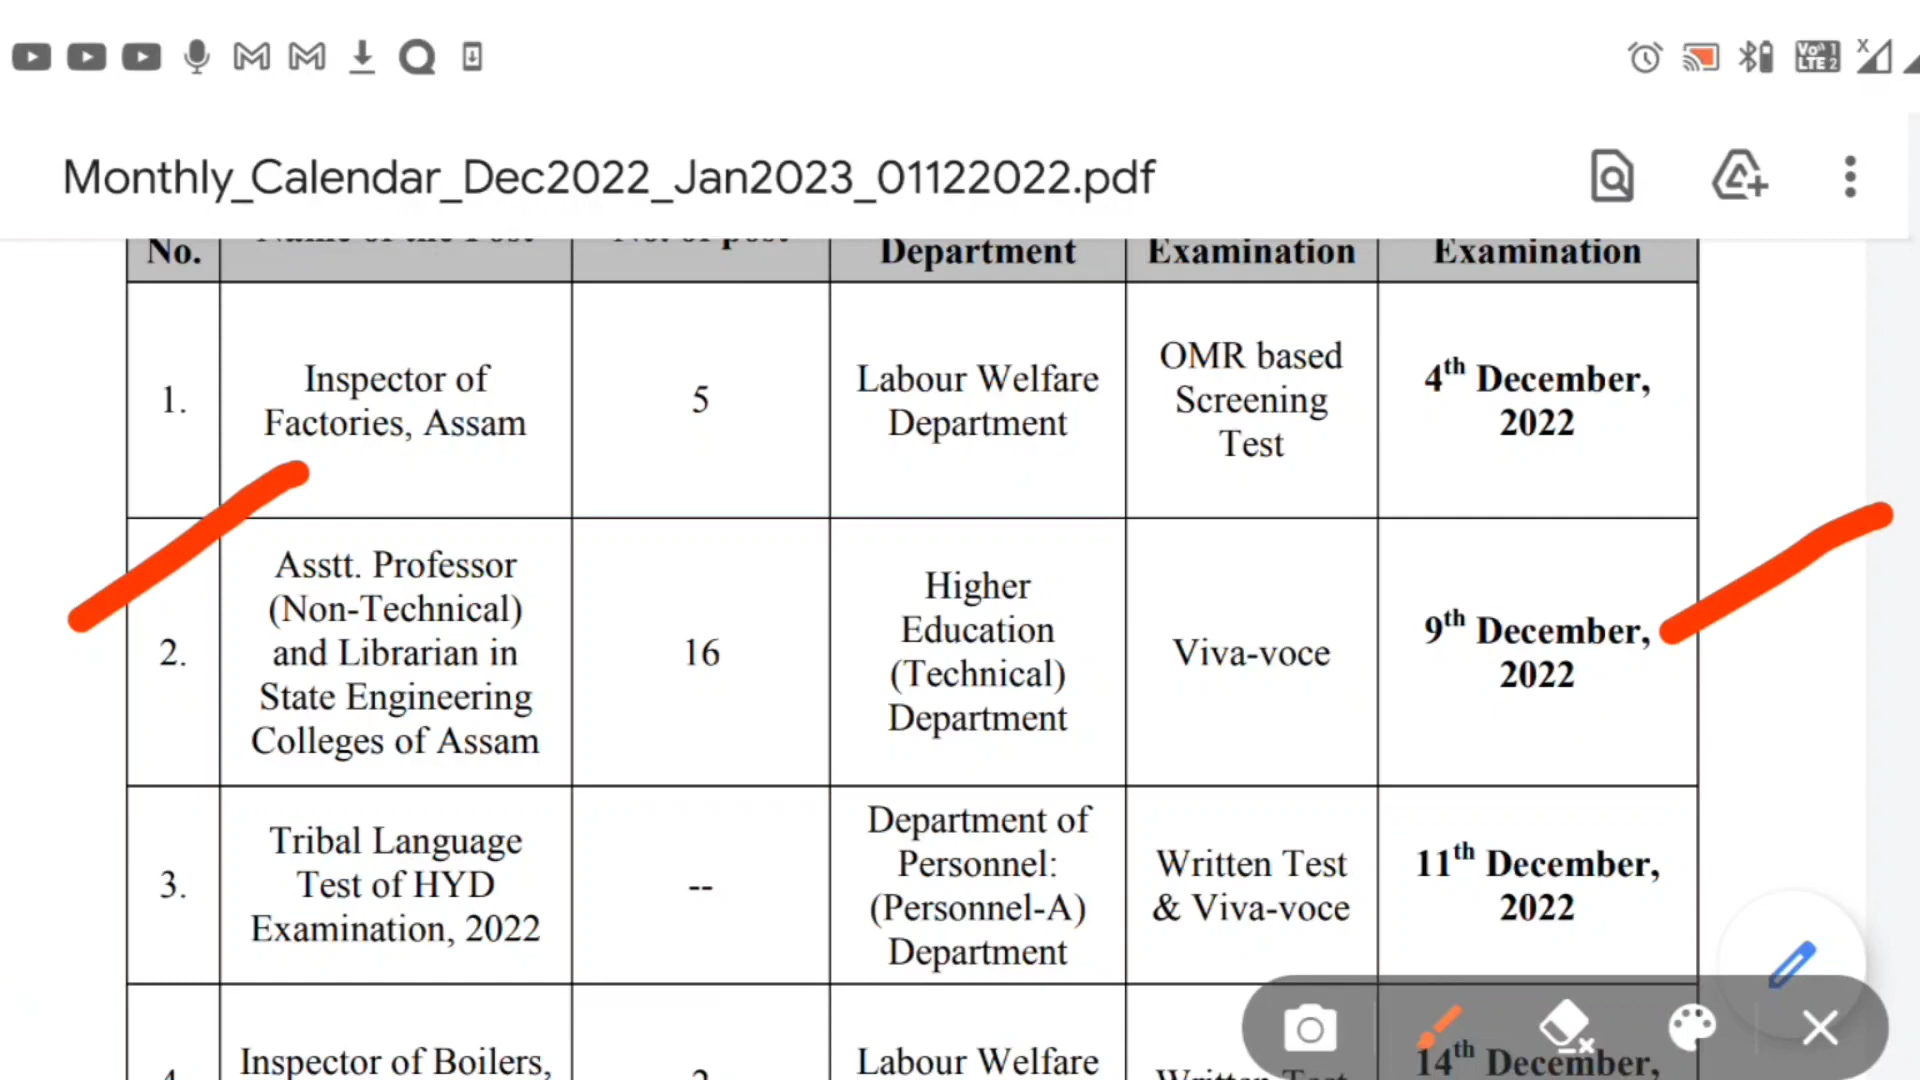 Vo 1
LTE 2
X
Monthly_Calendar_Dec2022_Jan2023_01122022.pdf
No. Name of the Post No. of post Department Examination Examination
1.
Inspector of
Factories, Assam
5
Labour Welfare
Department
OMR based
Screening
Test
4th December,
2022
2.
Asstt. Professor
(Non-Technical)
and Librarian in
State Engineering
Colleges of Assam
16
Higher
Education
(Technical)
Department
Viva-voce
9th December,
2022
3.
Tribal Language
Test of HYD
Examination, 2022
--
Department of
Personnel:
(Personnel-A)
Department
Written Test
& Viva-voce
11th December,
2022
4.
Inspector of Boilers,
Labour Welfare
Written Test
14th December,